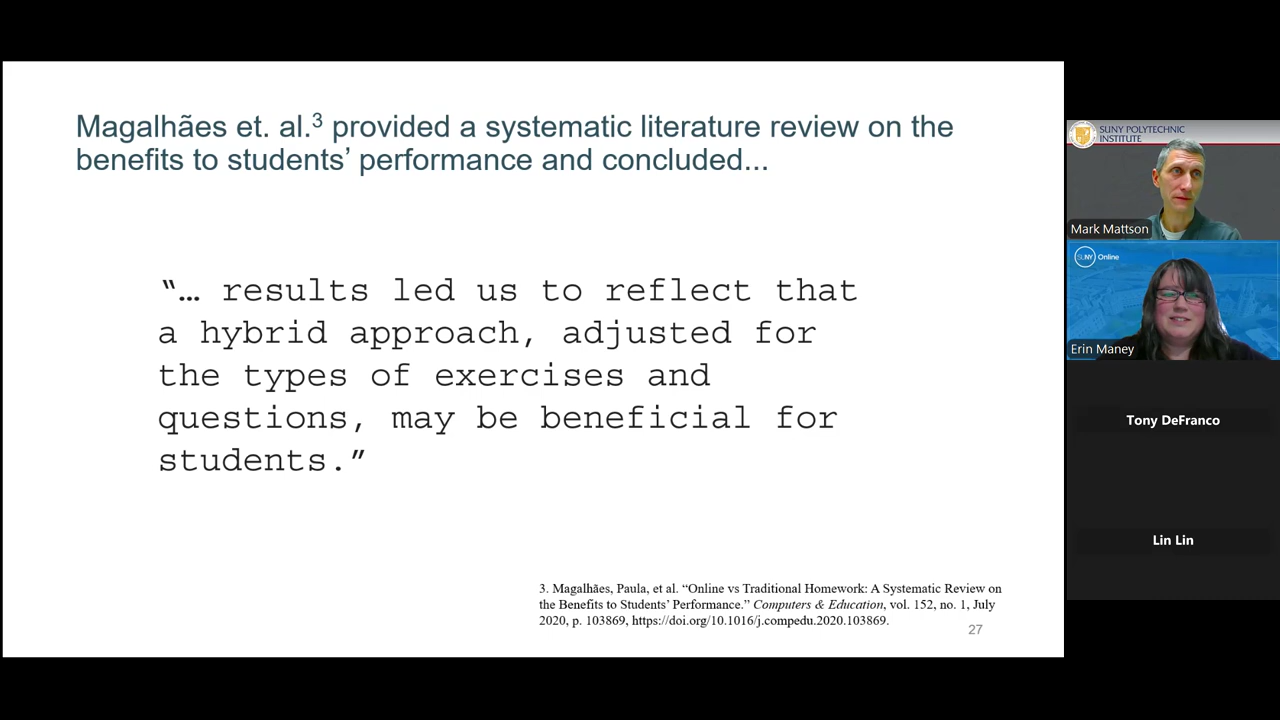 Magalhães et. al.3 provided a systematic literature review on the
benefits to students’ performance and concluded...
“… results led us to reflect that
a hybrid approach, adjusted for
the types of exercises and
questions, may be beneficial for
students.”
3. Magalhães, Paula, et al. “Online vs Traditional Homework: A Systematic Review on
the Benefits to Students’ Performance.” Computers & Education, vol. 152, no. 1, July
2020, p. 103869, https://doi.org/10.1016/j.compedu.2020.103869.
27
SUNY POLYTECHNIC
INSTITUTE
Mark Mattson
SUNY Online
Erin Maney
Tony DeFranco
Lin Lin